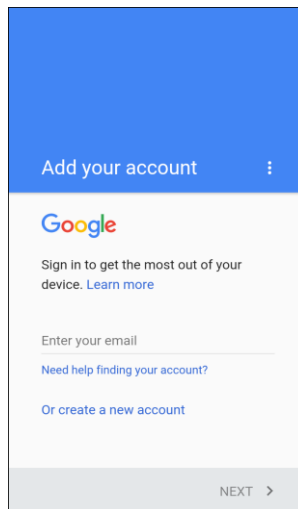 Add your account
Google
Sign in to get the most out of your
device. Learn more
Enter your email
Need help finding your account?
Or create a new account
NEXT